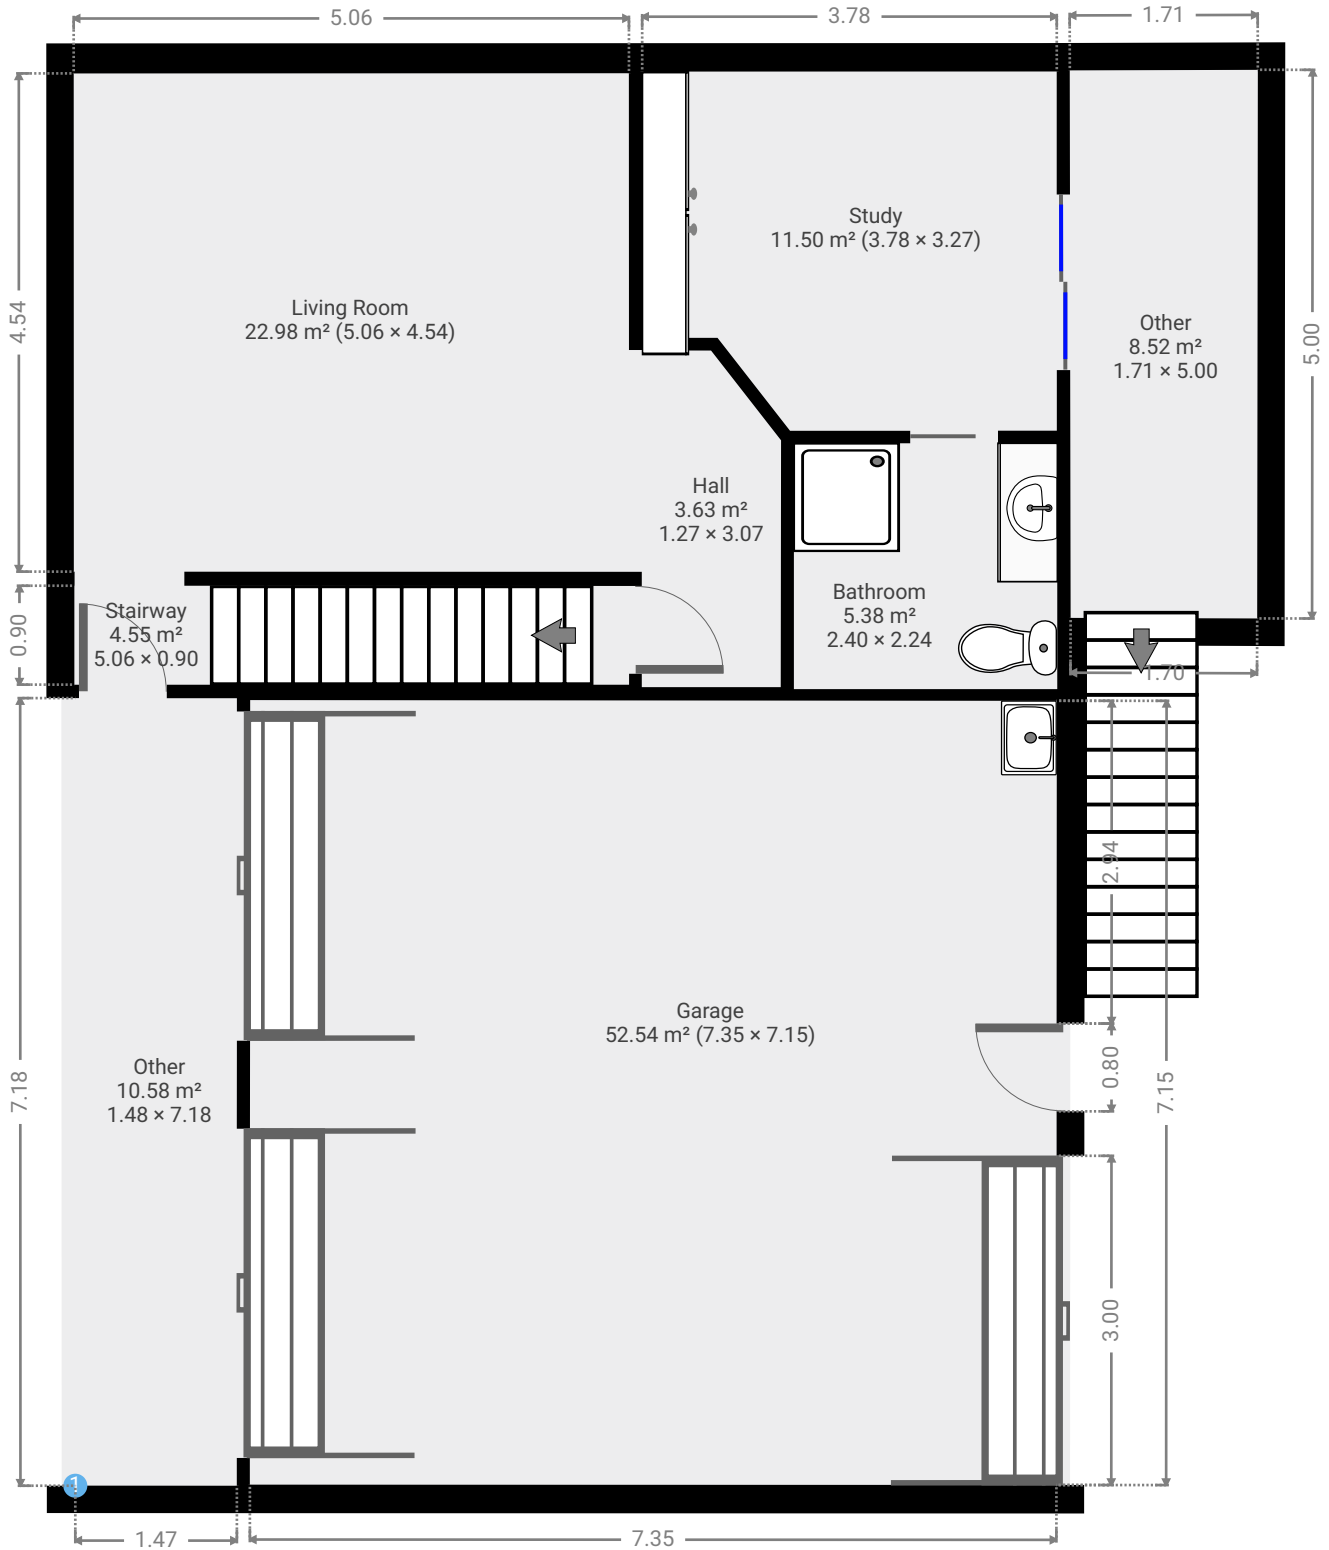 5.06
3.78
1.71
4.54
5.00
Study
11.50 m² (3.78 × 3.27)
Living Room
22.98 m² (5.06 × 4.54)
Other
8.52 m²
1.71 × 5.00
Hall
3.63 m²
1.27 × 3.07
0.90
Stairway
4.55 m²
5.06 × 0.90
Bathroom
5.38 m²
2.40 × 2.24
1.70
2.94
Garage
52.54 m² (7.35 × 7.15)
Other
10.58 m²
1.48 × 7.18
7.18
0.80
7.15
3.00
1
1.47
7.35